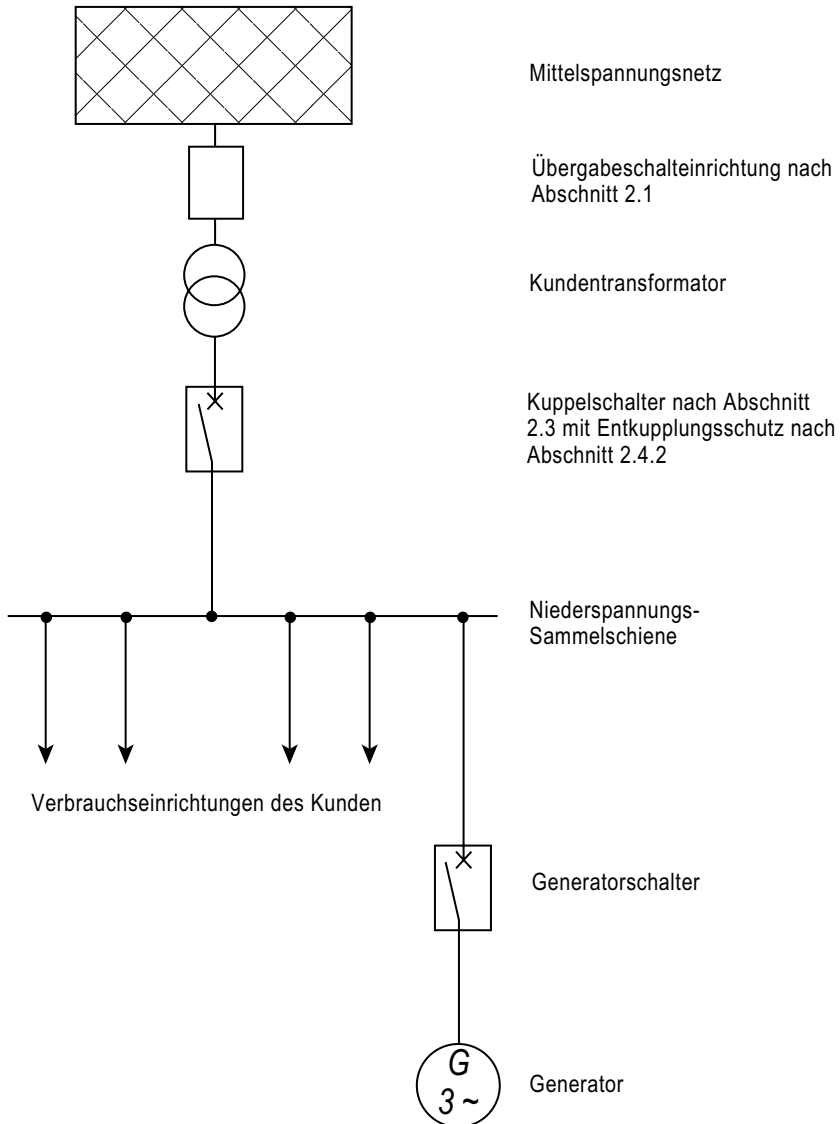 Mittelspannungsnetz
Übergabeschalteinrichtung nach
Abschnitt 2.1
Kundentransformator
Kuppelschalter nach Abschnitt
2.3 mit Entkupplungsschutz nach
Abschnitt 2.4.2
Niederspannungs-
Sammelschiene
Verbrauchseinrichtungen des Kunden
Generatorschalter
G
3 ~
Generator